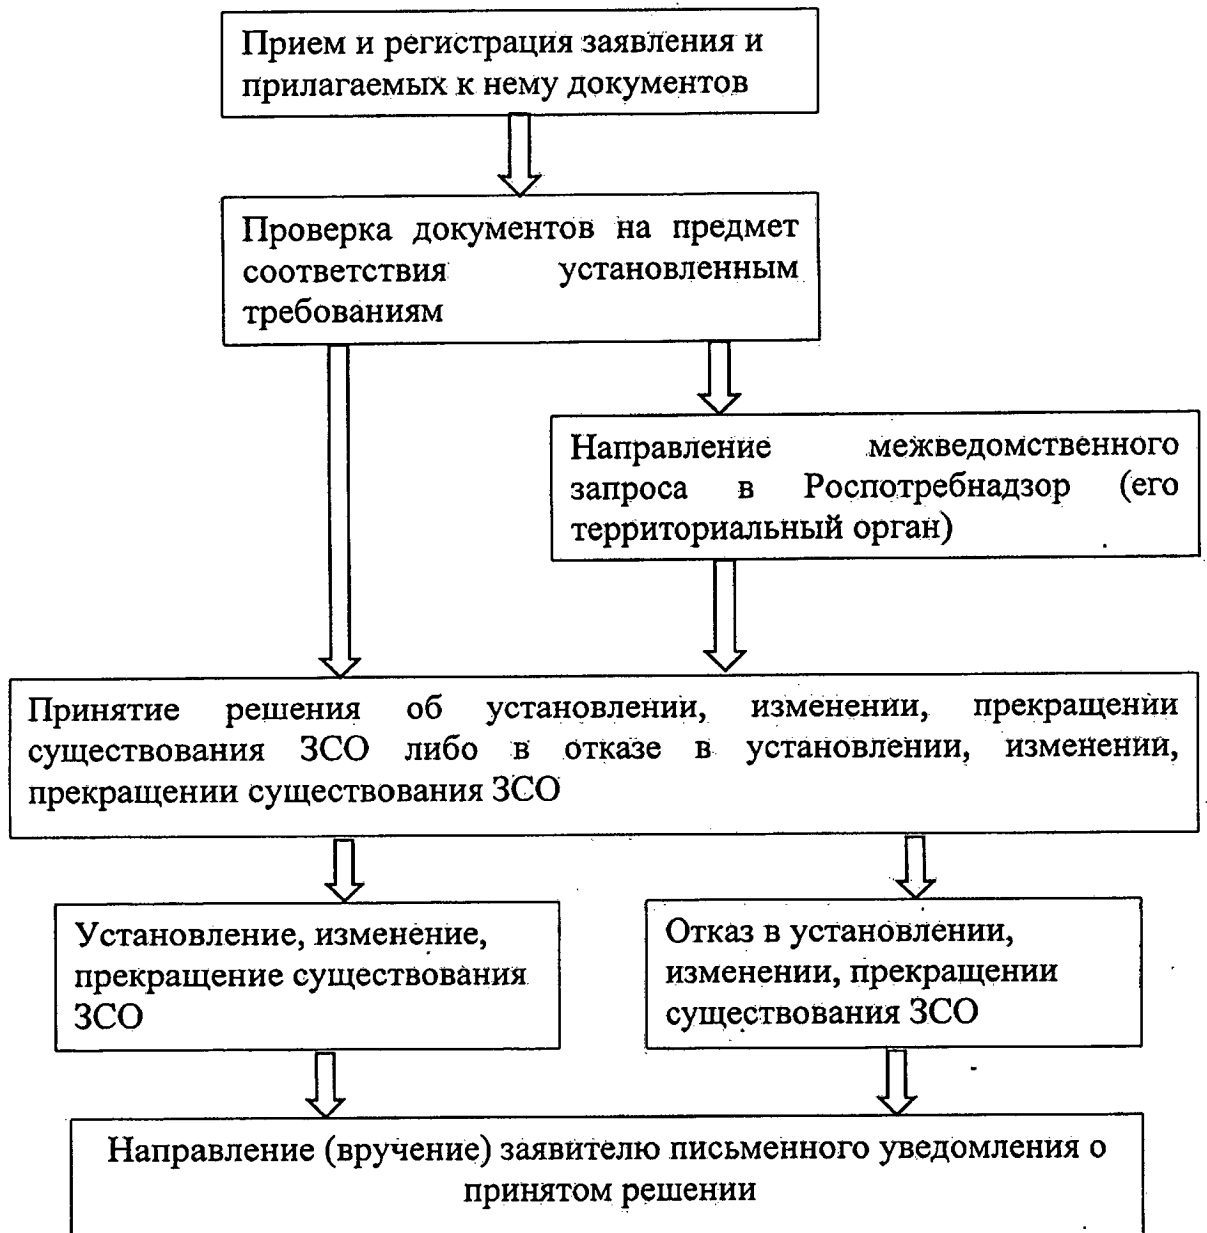 Прием и регистрация заявления и
прилагаемых к нему документов
Проверка документов на предмет
соответствия установленным
требованиям
Направление межведомственного
запроса в Роспотребнадзор (его
территориальный орган)
Принятие решения об установлении, изменении, прекращении
существования ЗСО либо в отказе в установлении, изменении,
прекращении существования ЗСО
Установление, изменение,
прекращение существования
ЗСО
Отказ в установлении,
изменении, прекращении
существования ЗСО
Направление (вручение) заявителю письменного уведомления о
принятом решении